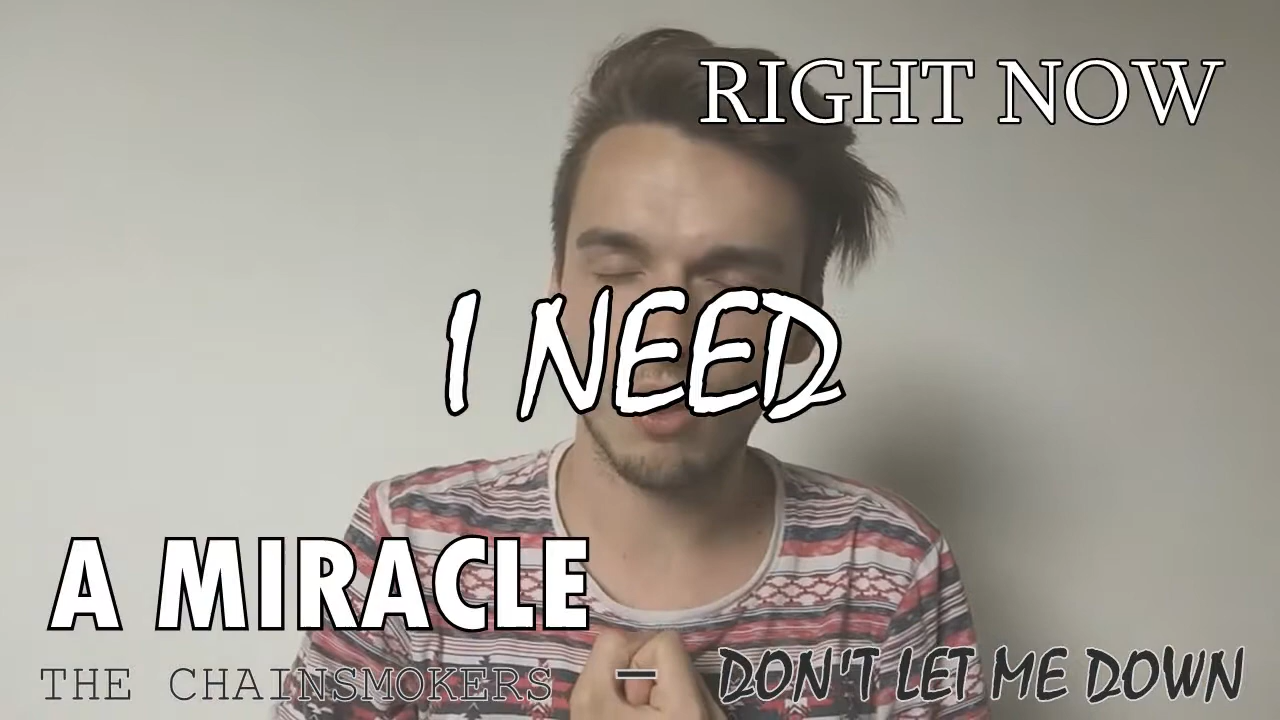 RIGHT NOW
I NEED
A MIRACLE
THE CHAINSMOKERS – DON'T LET ME DOWN